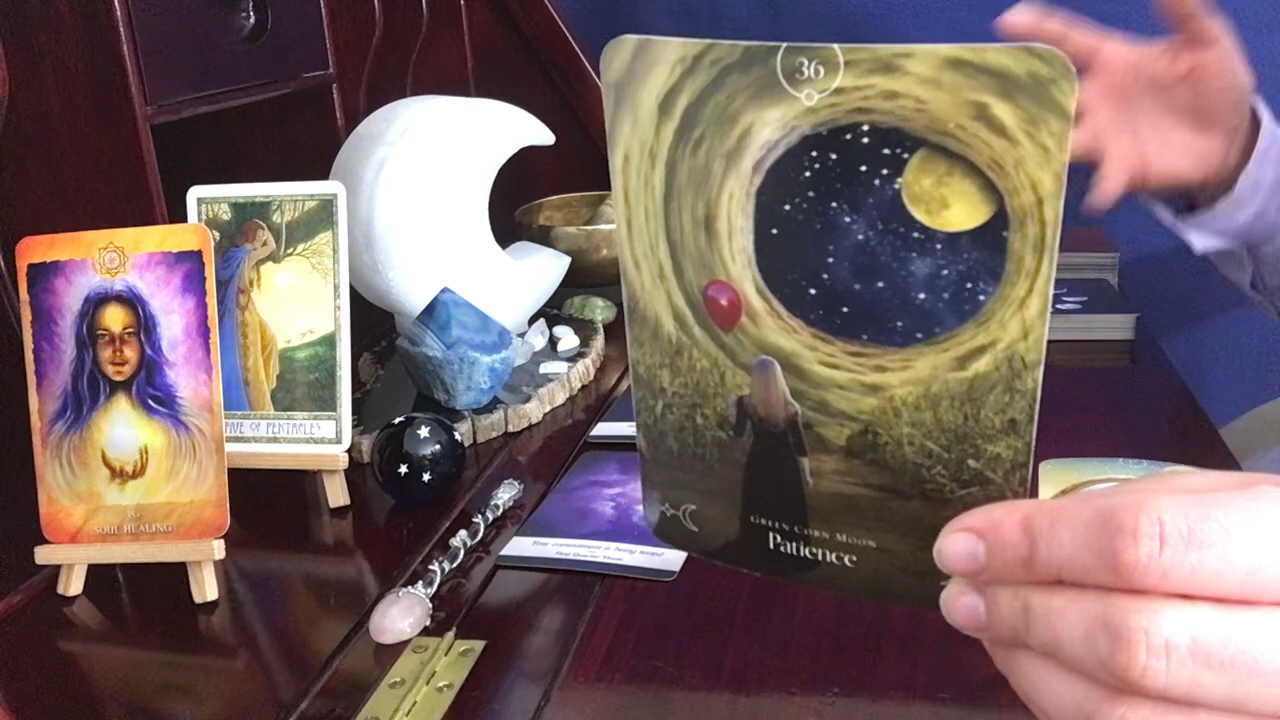 36
GREEN CORN MOON
Patience
FIVE OF PENTACLES
SOUL HEALING
Your commitment is being tested
First Quarter Moon